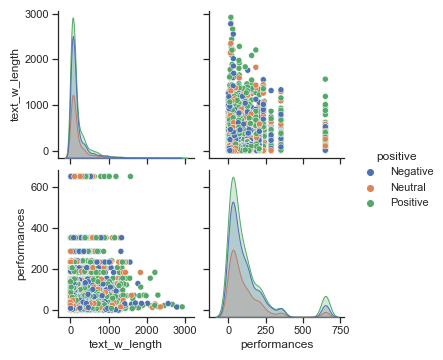 3000
2000
1000
0
text_w_length
positive
Negative
Neutral
Positive
600
400
200
0
performances
0
1000
2000
3000
text_w_length
0
250
500
750
performances